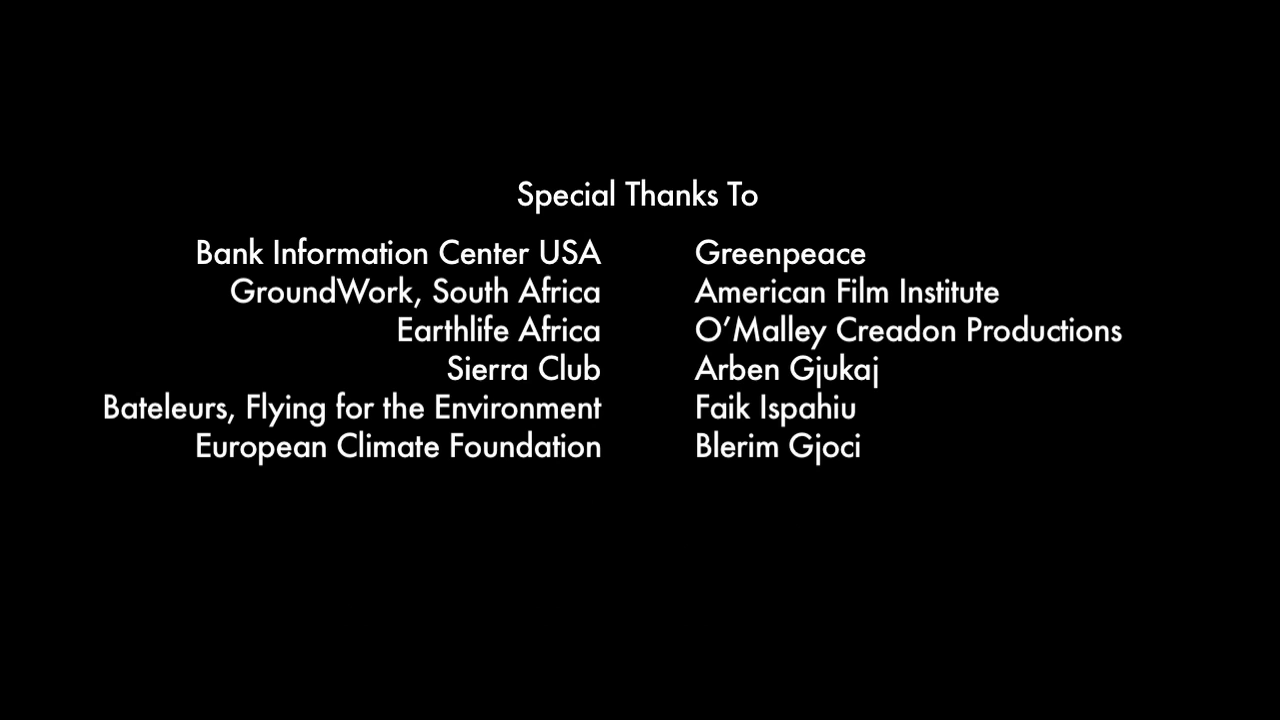 Special Thanks To
Bank Information Center USA
GroundWork, South Africa
Earthlife Africa
Sierra Club
Bateleurs, Flying for the Environment
European Climate Foundation
Greenpeace
American Film Institute
O’Malley Creadon Productions
Arben Gjukaj
Faik Ispahiu
Blerim Gjoci